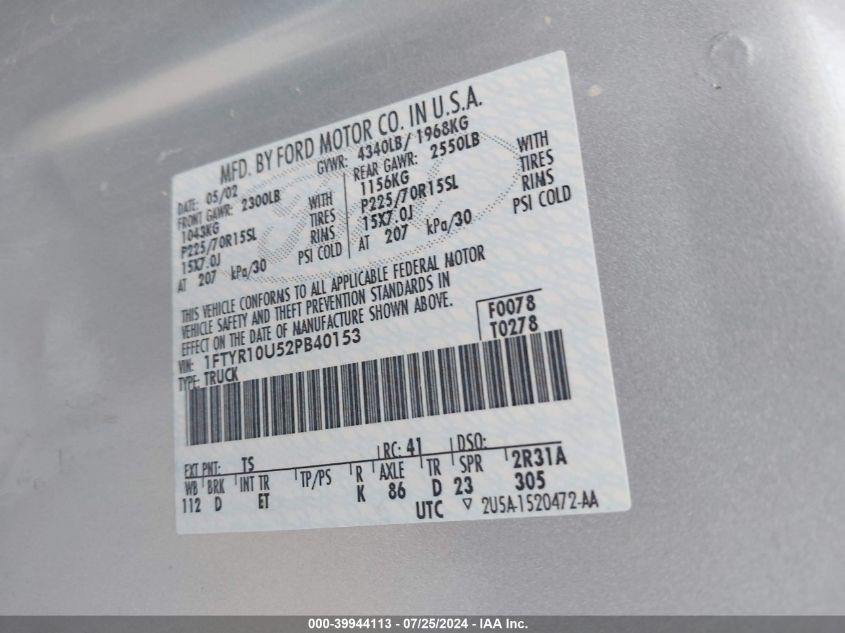 MFD. BY FORD MOTOR CO. IN U.S.A.
DATE: 05/02 GVWR: 4340LB/ 1968KG
FRONT GAWR: 2300LB REAR GAWR: 2550LB
1043KG WITH 1156KG WITH
P225/70R15SL TIRES P225/70R15SL TIRES
15X7.0J RIMS 15X7.0J RIMS
AT 207 kPa/30 PSI COLD AT 207 kPa/30 PSI COLD
THIS VEHICLE CONFORMS TO ALL APPLICABLE FEDERAL MOTOR
VEHICLE SAFETY AND THEFT PREVENTION STANDARDS IN
EFFECT ON THE DATE OF MANUFACTURE SHOWN ABOVE.
VIN: 1FTYR10U52PB40153
F0078
TYPE: TRUCK
T0278
EXT PNT: TS RC: 41 DSO:
WB BRK INT TR TP/PS R AXLE TR SPR 2R31A
112 D ET K 86 D 23 305
UTC ▽ 2U5A-1520472-AA
000-39944113 - 07/25/2024 - IAA Inc.